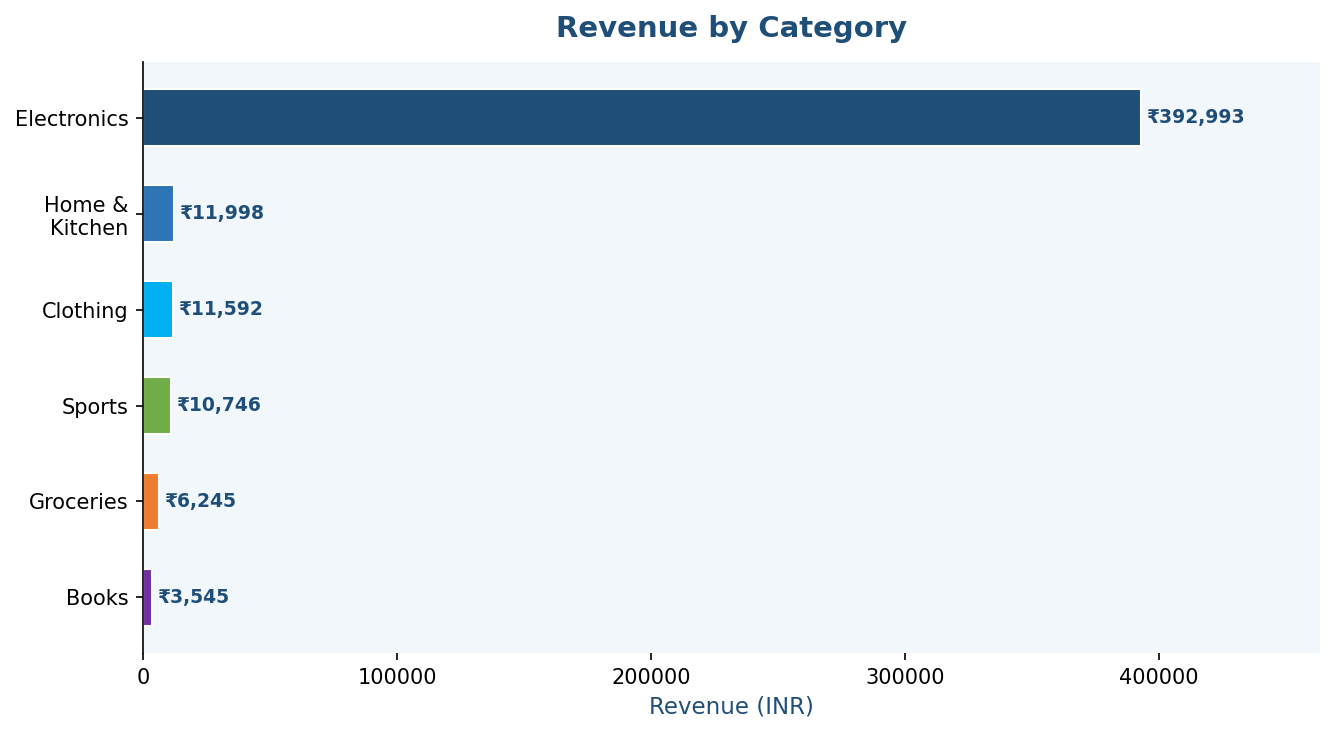 Revenue by Category
Electronics
₹392,993
Home &
Kitchen
₹11,998
Clothing
₹11,592
Sports
₹10,746
Groceries
₹6,245
Books
₹3,545
0 100000 200000 300000 400000
Revenue (INR)